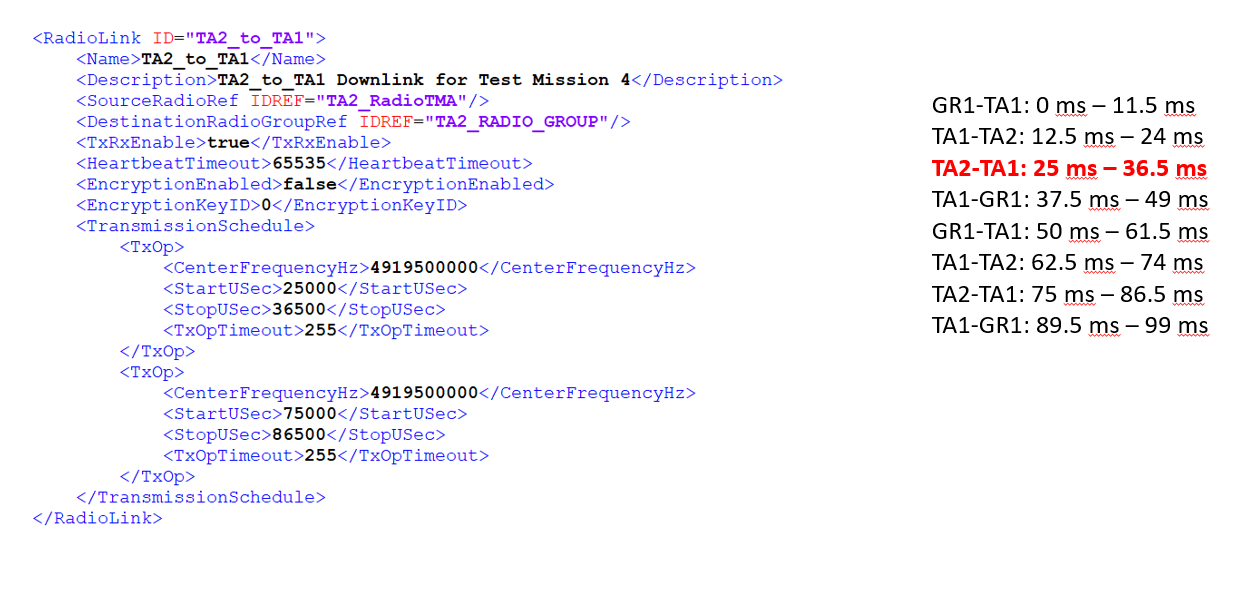 <RadioLink ID="TA2_to_TA1">
<Name>TA2_to_TA1</Name>
<Description>TA2_to_TA1 Downlink for Test Mission 4</Description>
<SourceRadioRef IDREF="TA2_RadioTMA"/>
<DestinationRadioGroupRef IDREF="TA2_RADIO_GROUP"/>
<TxRxEnable>true</TxRxEnable>
<HeartbeatTimeout>65535</HeartbeatTimeout>
<EncryptionEnabled>false</EncryptionEnabled>
<EncryptionKeyID>0</EncryptionKeyID>
<TransmissionSchedule>
<TxOp>
<CenterFrequencyHz>4919500000</CenterFrequencyHz>
<StartUSec>25000</StartUSec>
<StopUSec>36500</StopUSec>
<TxOpTimeout>255</TxOpTimeout>
</TxOp>
<TxOp>
<CenterFrequencyHz>4919500000</CenterFrequencyHz>
<StartUSec>75000</StartUSec>
<StopUSec>86500</StopUSec>
<TxOpTimeout>255</TxOpTimeout>
</TxOp>
</TransmissionSchedule>
</RadioLink>
GR1-TA1: 0 ms – 11.5 ms
TA1-TA2: 12.5 ms – 24 ms
TA2-TA1: 25 ms – 36.5 ms
TA1-GR1: 37.5 ms – 49 ms
GR1-TA1: 50 ms – 61.5 ms
TA1-TA2: 62.5 ms – 74 ms
TA2-TA1: 75 ms – 86.5 ms
TA1-GR1: 89.5 ms – 99 ms